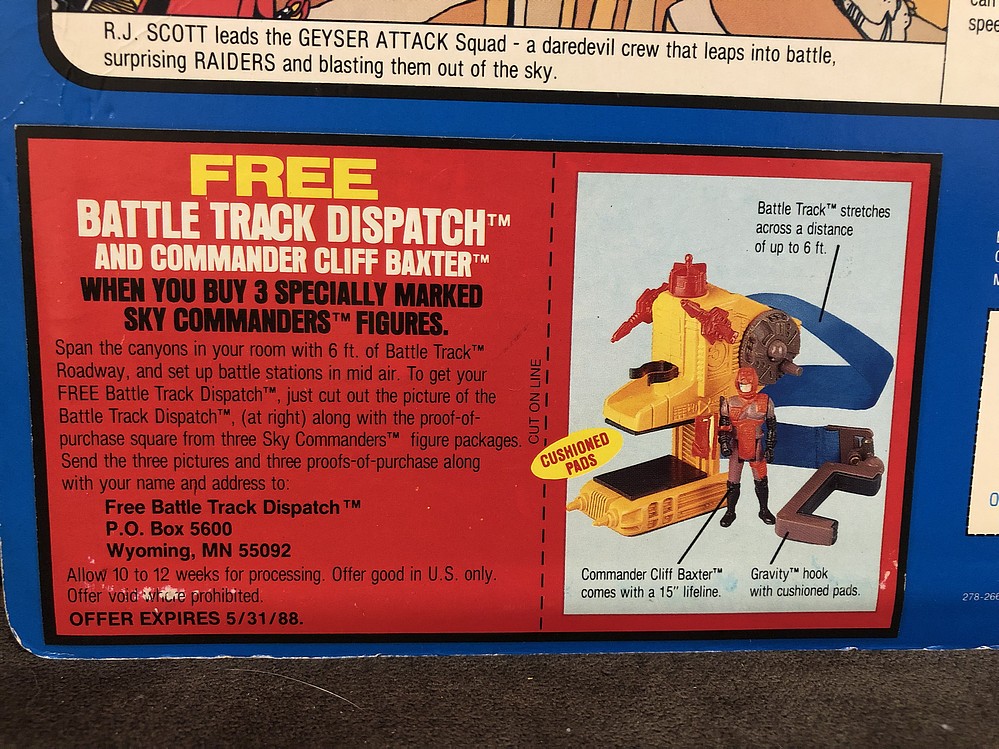 R.J. SCOTT leads the GEYSER ATTACK Squad - a daredevil crew that leaps into battle,
surprising RAIDERS and blasting them out of the sky.
can
spee
FREE
BATTLE TRACK DISPATCH™
AND COMMANDER CLIFF BAXTER™
WHEN YOU BUY 3 SPECIALLY MARKED
SKY COMMANDERS™ FIGURES.
Span the canyons in your room with 6 ft. of Battle Track™
Roadway, and set up battle stations in mid air. To get your
FREE Battle Track Dispatch™, just cut out the picture of the
Battle Track Dispatch™, (at right) along with the proof-of-
purchase square from three Sky Commanders™ figure packages.
Send the three pictures and three proofs-of-purchase along
with your name and address to:
Free Battle Track Dispatch™
P.O. Box 5600
Wyoming, MN 55092
Allow 10 to 12 weeks for processing. Offer good in U.S. only.
Offer void where prohibited.
OFFER EXPIRES 5/31/88.
CUT ON LINE
Battle Track™ stretches
across a distance
of up to 6 ft.
CUSHIONED
PADS
Commander Cliff Baxter™
comes with a 15" lifeline.
Gravity™ hook
with cushioned pads.
278-266